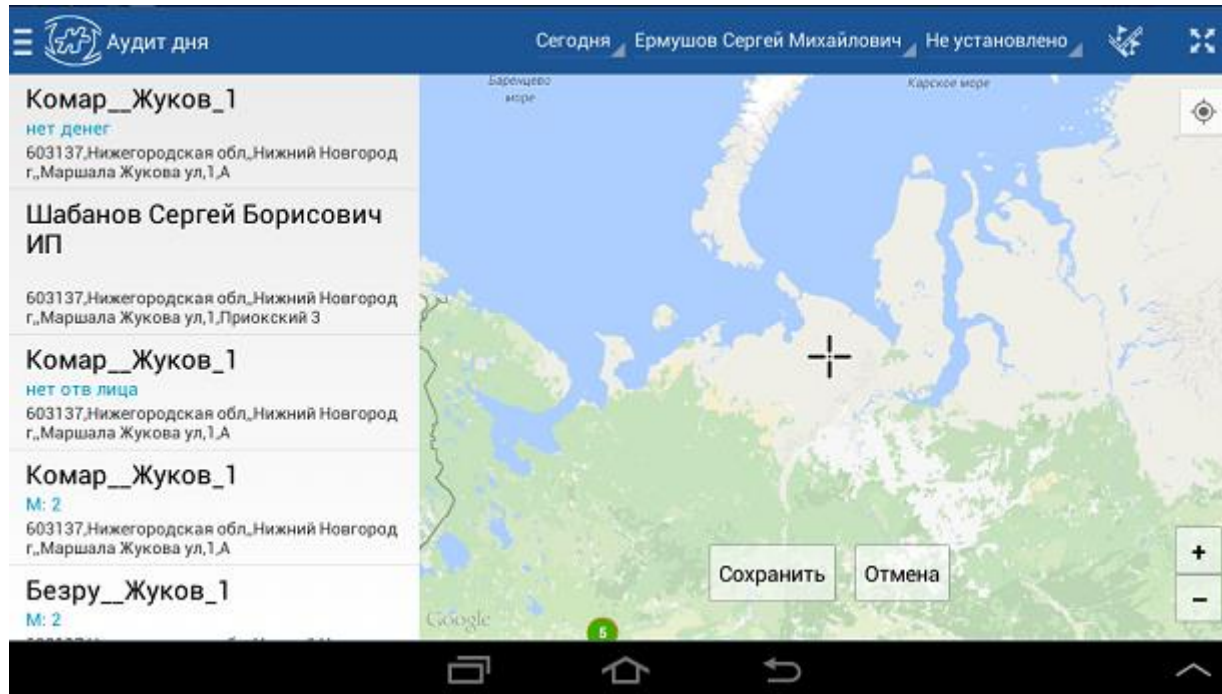 Аудит дня
Сегодня
Ермушов Сергей Михайлович
Не установлено
Комар__Жуков_1
нет денег
603137,Нижегородская обл,,Нижний Новгород
г,,Маршала Жукова ул,1,А
Шабанов Сергей Борисович
ИП
603137,Нижегородская обл,,Нижний Новгород
г,,Маршала Жукова ул,1,Приокский 3
Комар__Жуков_1
нет отв лица
603137,Нижегородская обл,,Нижний Новгород
г,,Маршала Жукова ул,1,А
Комар__Жуков_1
М: 2
603137,Нижегородская обл,,Нижний Новгород
г,,Маршала Жукова ул,1,А
Безру__Жуков_1
М: 2
Баренцево
море
Карское море
+
Сохранить
Отмена
−
Google
5